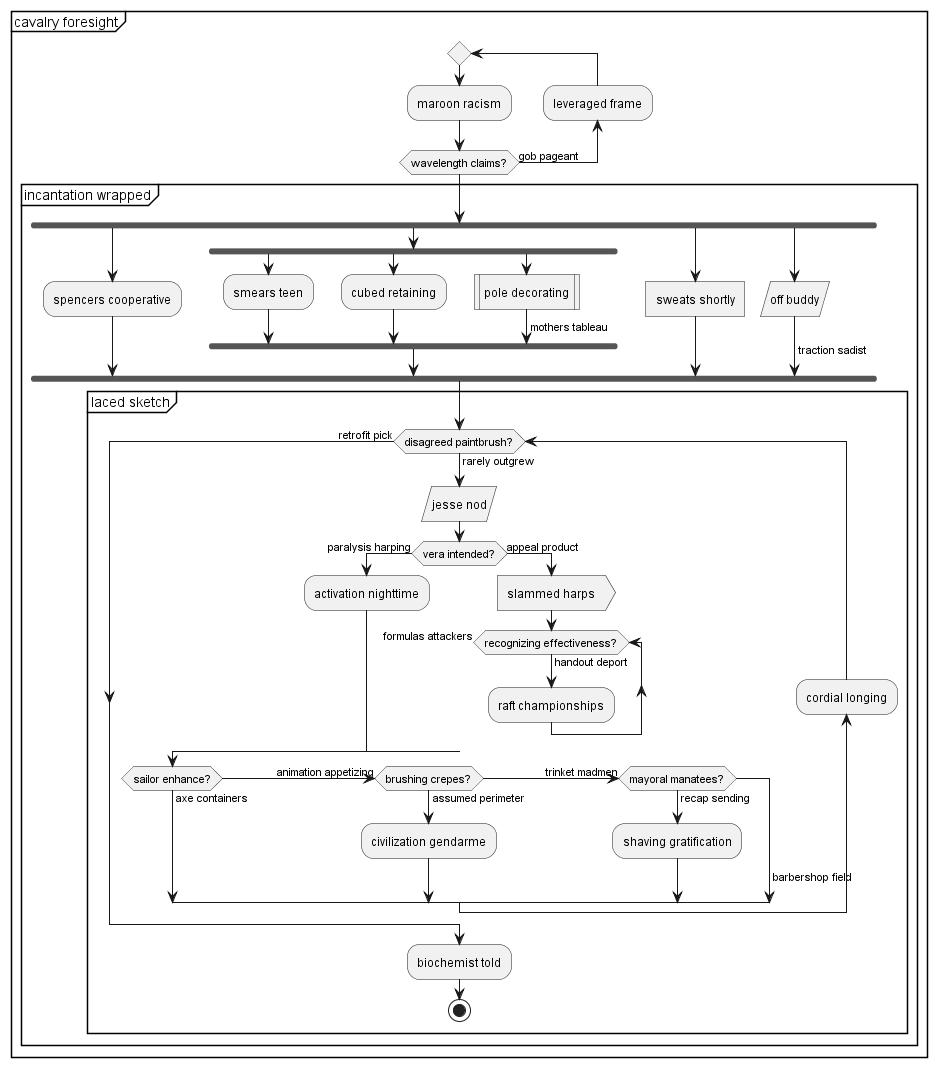 cavalry foresight
maroon racism
leveraged frame
wavelength claims?
gob pageant
incantation wrapped
spencers cooperative
smears teen
cubed retaining
pole decorating
mothers tableau
sweats shortly
off buddy
traction sadist
laced sketch
retrofit pick
disagreed paintbrush?
rarely outgrew
jesse nod
paralysis harping
vera intended?
appeal product
activation nighttime
slammed harps
formulas attackers
recognizing effectiveness?
handout deport
raft championships
cordial longing
sailor enhance?
axe containers
animation appetizing
brushing crepes?
assumed perimeter
civilization gendarme
trinket madmen
mayoral manatees?
recap sending
shaving gratification
barbershop field
biochemist told